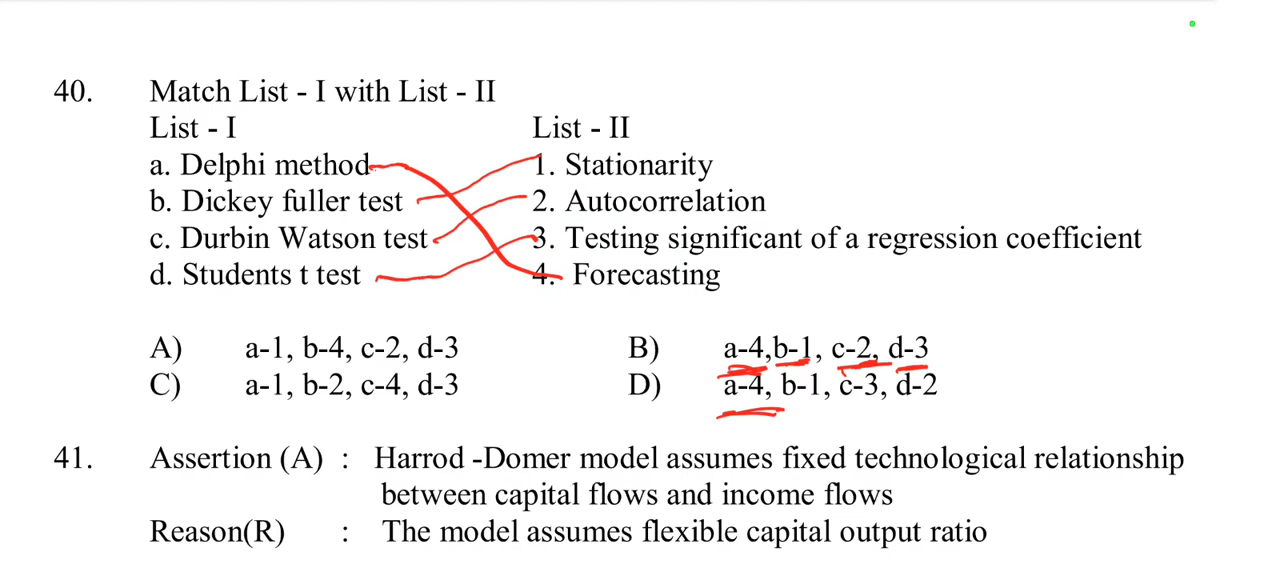 40. Match List - I with List - II
List - I List - II
a. Delphi method 1. Stationarity
b. Dickey fuller test 2. Autocorrelation
c. Durbin Watson test 3. Testing significant of a regression coefficient
d. Students t test 4. Forecasting
A) a-1, b-4, c-2, d-3 B) a-4,b-1, c-2, d-3
C) a-1, b-2, c-4, d-3 D) a-4, b-1, c-3, d-2
41. Assertion (A) : Harrod -Domer model assumes fixed technological relationship
between capital flows and income flows
Reason(R) : The model assumes flexible capital output ratio